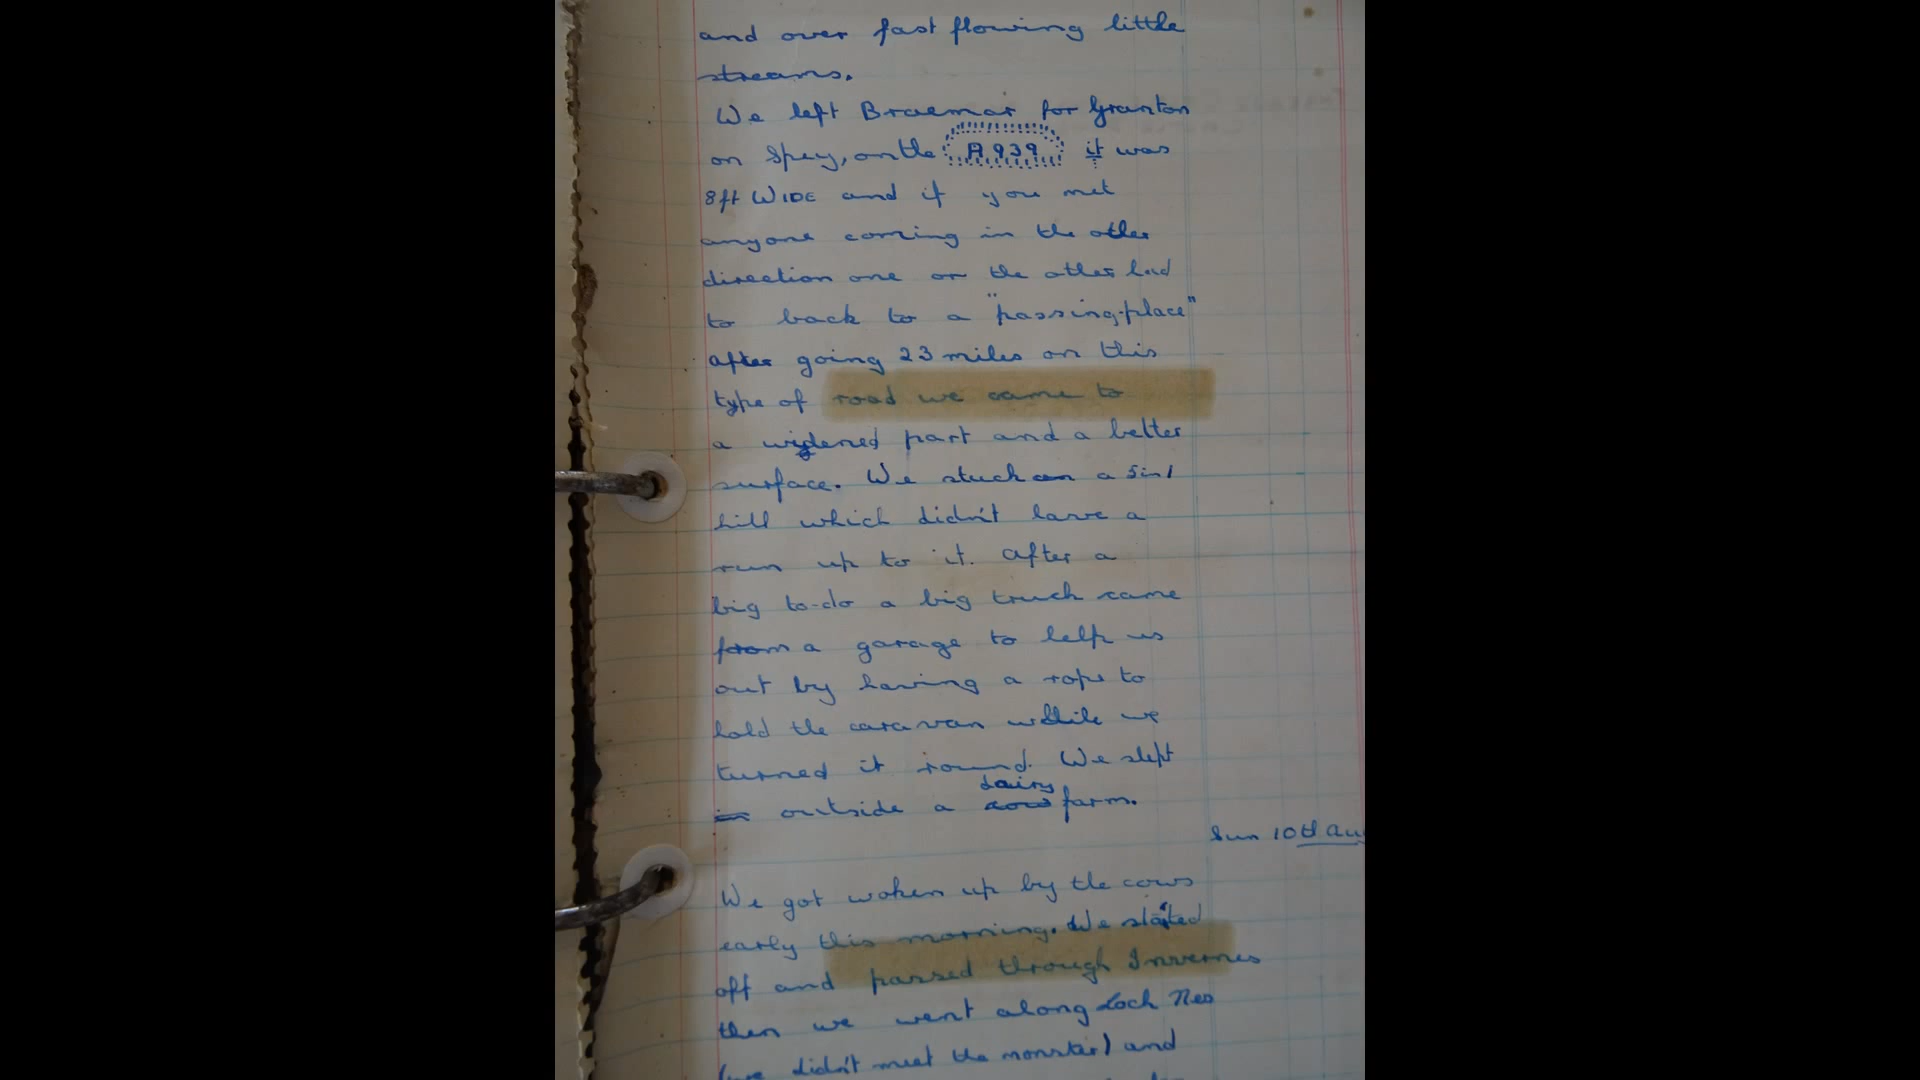 and over fast flowing little
streams.
We left Braemar for Granton
on Spey, on the A939 it was
8ft WIDE and if you met
anyone coming in the other
direction one or the other had
to back to a "passing-place"
after going 23 miles on this
type of road we came to
a widened part and a better
surface. We stuck on a 5in1
hill which didn't have a
run up to it. After a
big to-do a big truck came
from a garage to help us
out by having a rope to
hold the caravan while we
turned it round. We slept
dairy
in outside a cow farm.
Sun 10th Au
We got woken up by the cows
early this morning. We started
off and passed through Invernes
then we went along Loch Nes
(we didn't meet the monster) and